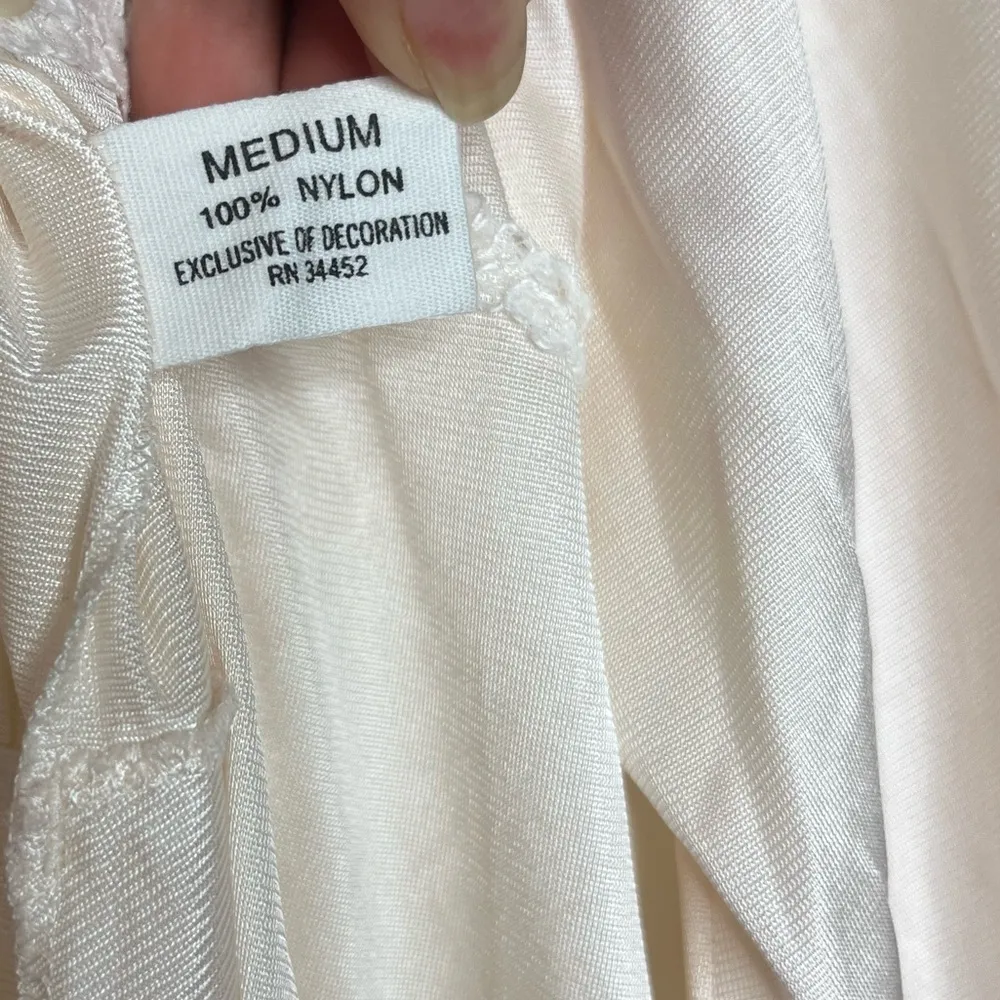 MEDIUM
100% NYLON
EXCLUSIVE OF DECORATION
RN 34452